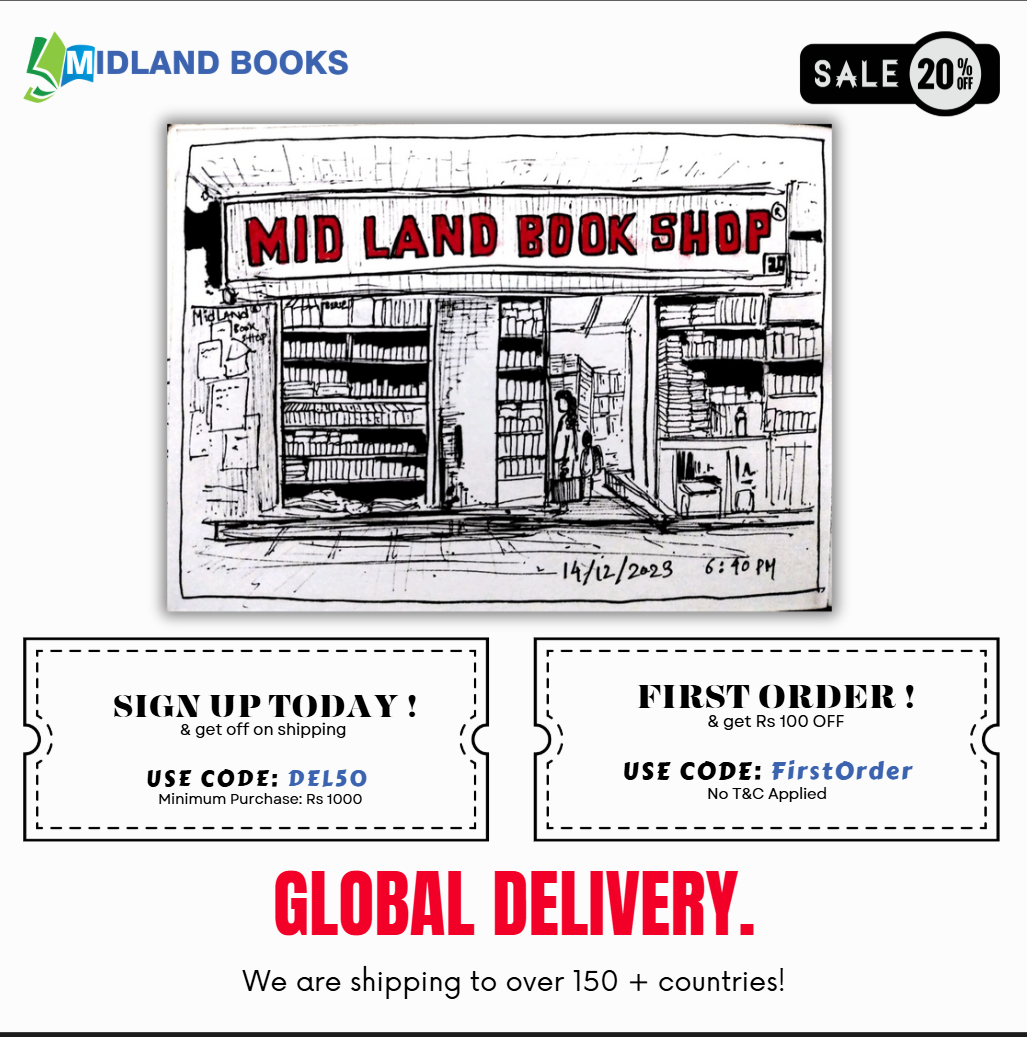 MIDLAND BOOKS
SALE 20% OFF
MID LAND BOOK SHOP ®
20
MidLAND
BOOK
SHOP
14/12/2023 6:40 PM
SIGN UP TODAY !
& get off on shipping
USE CODE: DEL50
Minimum Purchase: Rs 1000
FIRST ORDER !
& get Rs 100 OFF
USE CODE: FirstOrder
No T&C Applied
GLOBAL DELIVERY.
We are shipping to over 150 + countries!